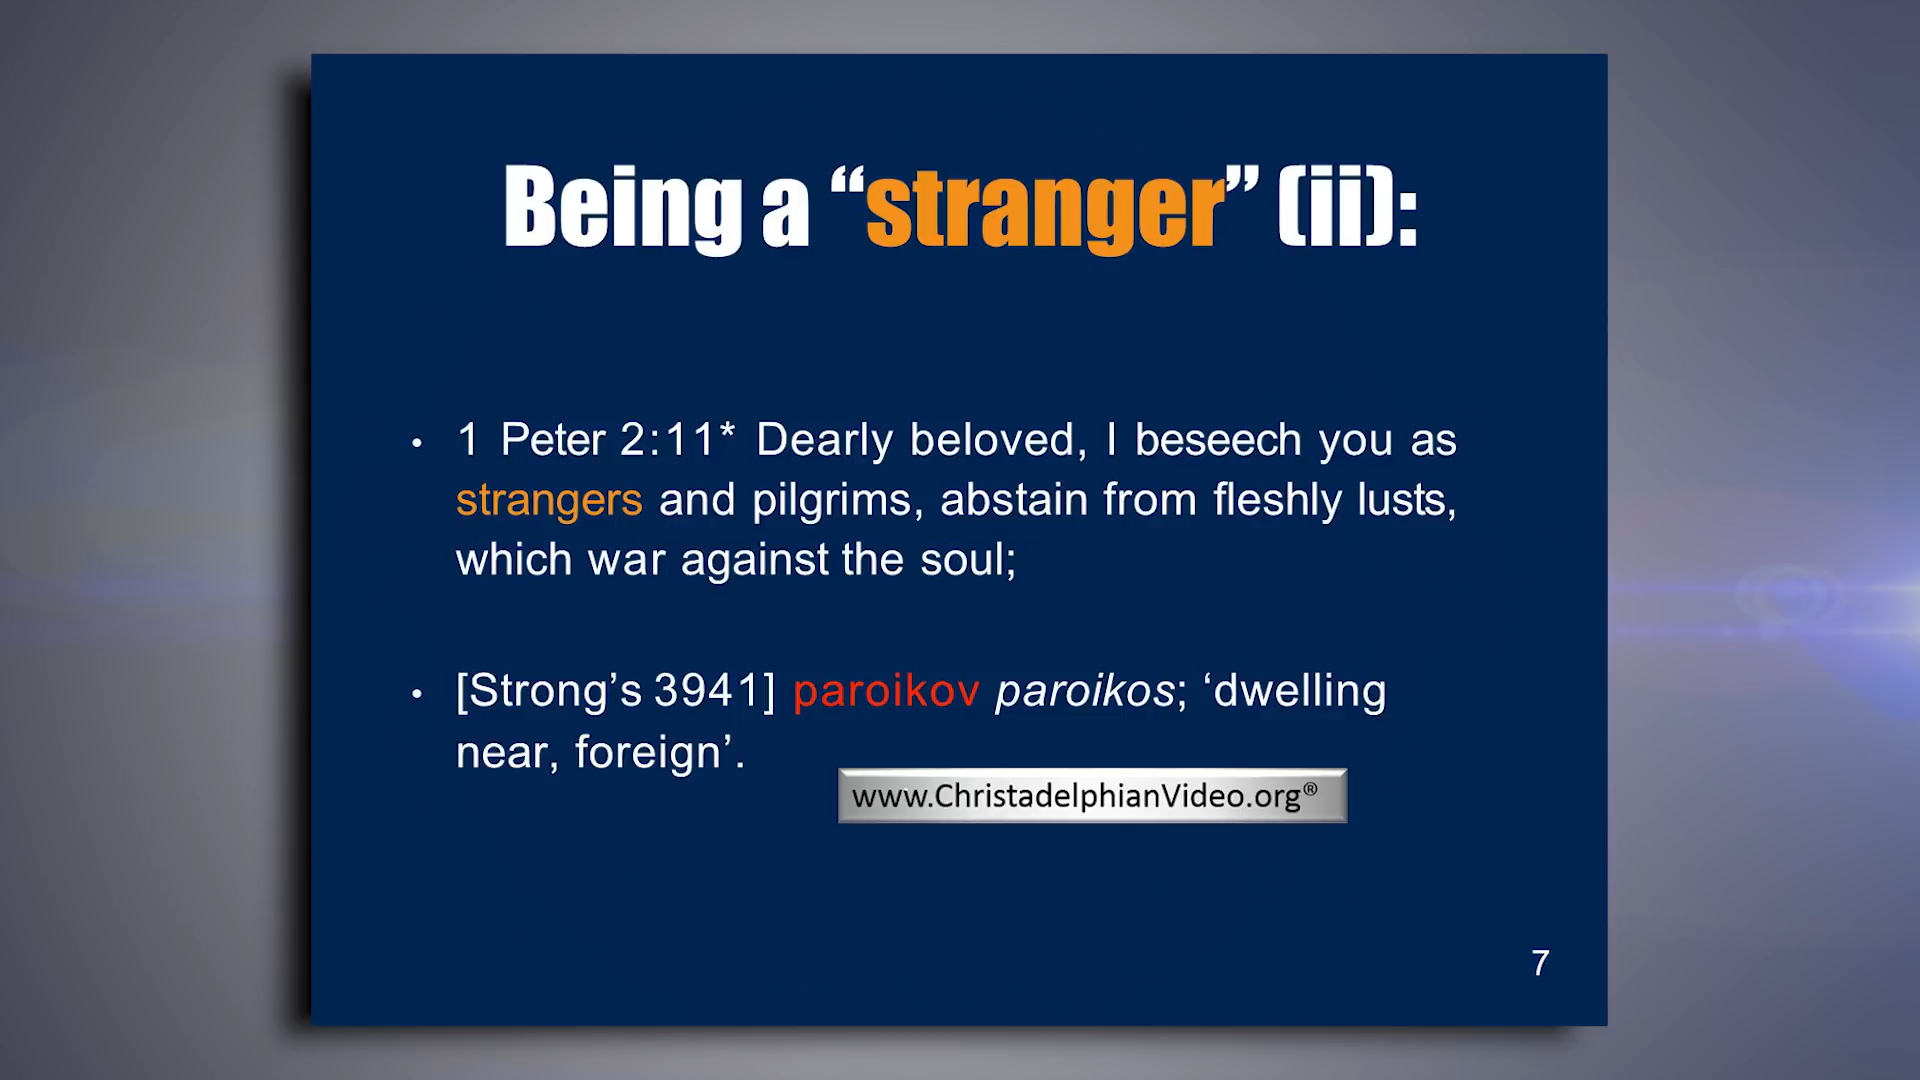 Being a “stranger” (ii):
• 1 Peter 2:11* Dearly beloved, I beseech you as
strangers and pilgrims, abstain from fleshly lusts,
which war against the soul;
• [Strong’s 3941] paroikov paroikos; ‘dwelling
near, foreign’.
www.ChristadelphianVideo.org®
7